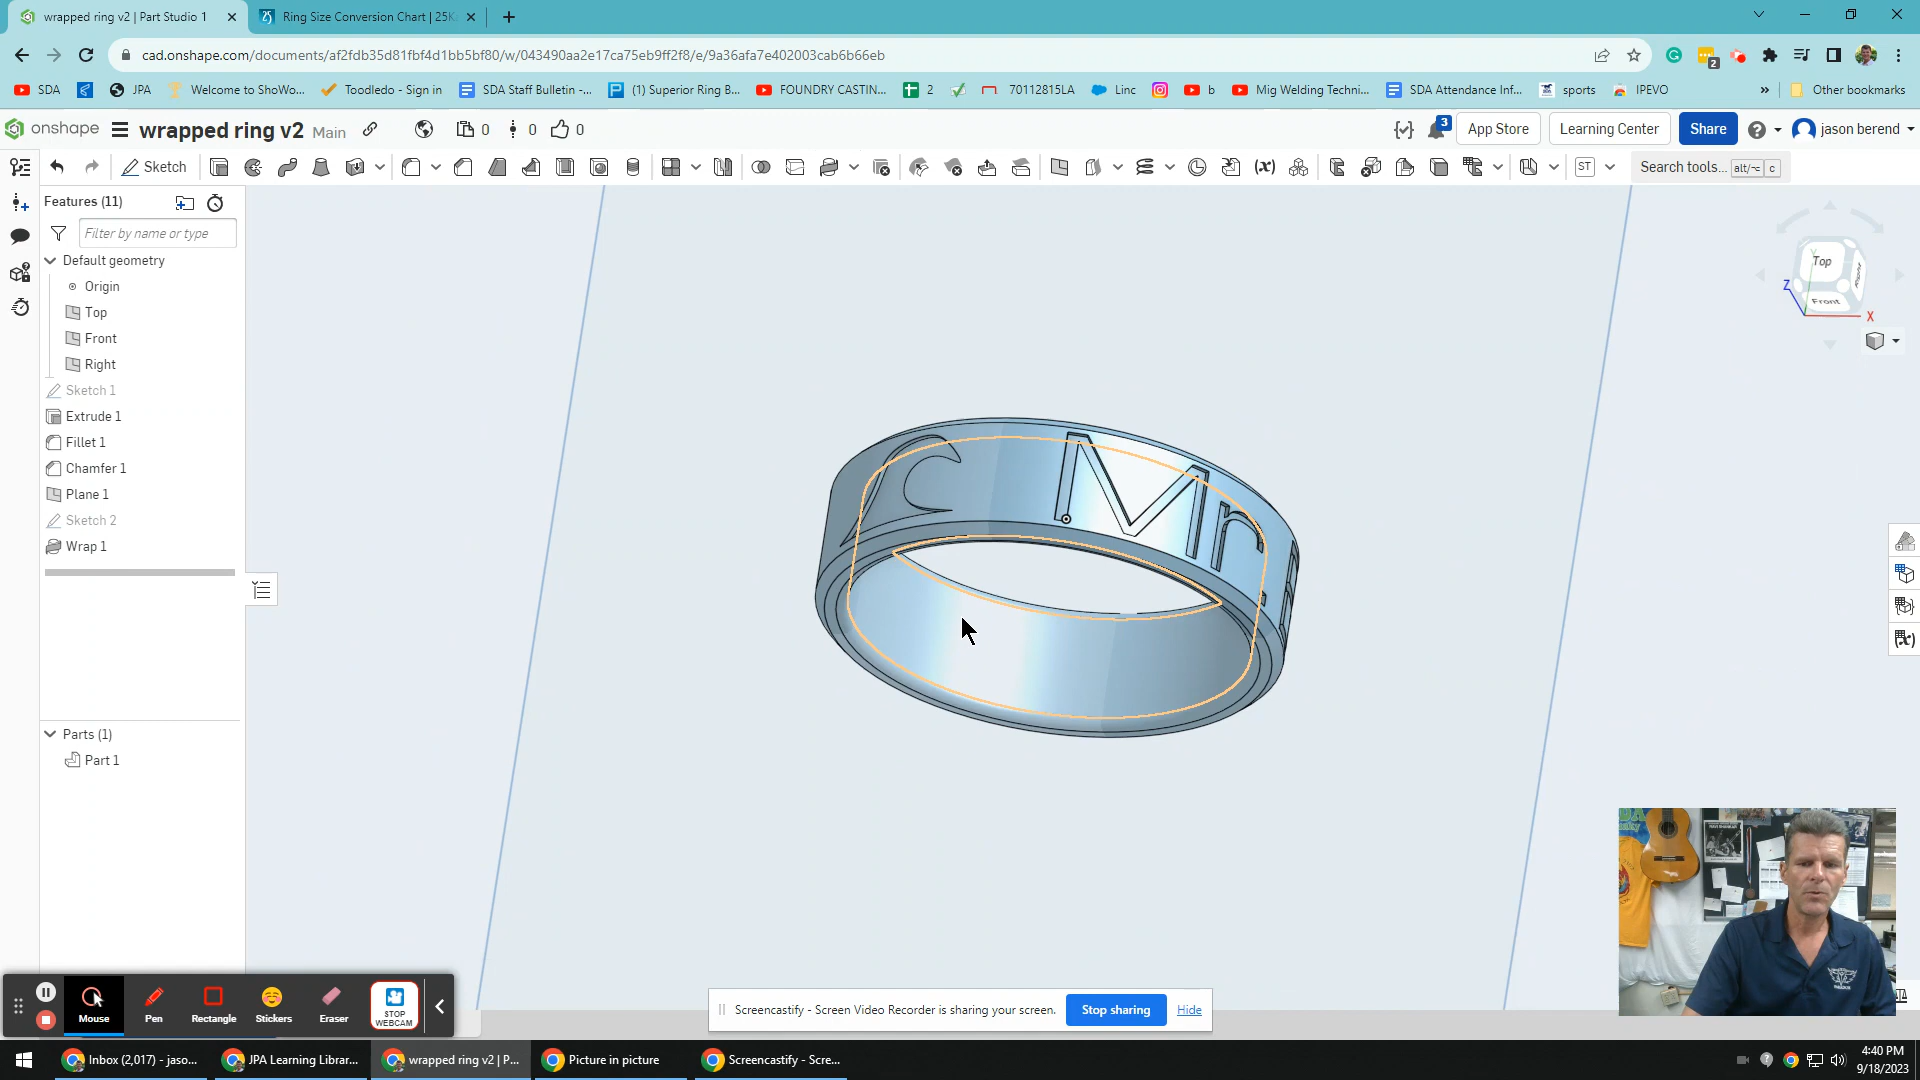 wrapped ring v2 | Part Studio 1
Ring Size Conversion Chart | 25K
cad.onshape.com/documents/af2fdb35d81fbf4d1bb5bf80/w/043490aa2e17ca75eb9ff2f8/e/9a36afa7e402003cab6b66eb
2
SDA
JPA
Welcome to ShoWo...
Toodledo - Sign in
SDA Staff Bulletin -...
(1) Superior Ring B...
FOUNDRY CASTIN...
2
70112815LA
Linc
b
Mig Welding Techni...
SDA Attendance Inf...
sports
IPEVO
»
Other bookmarks
onshape
wrapped ring v2 Main
0
0
0
3
App Store
Learning Center
Share
jason berend
Sketch
(x)
ST
Search tools... alt/⌥ c
Features (11)
Filter by name or type
Default geometry
Origin
Top
Front
Right
Sketch 1
Extrude 1
Fillet 1
Chamfer 1
Plane 1
Sketch 2
Wrap 1
Parts (1)
Part 1
Top
Front
Right
Y
Z
X
Mr
(x)
Mouse
Pen
Rectangle
Stickers
Eraser
STOP
WEBCAM
Screencastify - Screen Video Recorder is sharing your screen.
Stop sharing
Hide
Inbox (2,017) - jaso...
JPA Learning Librar...
wrapped ring v2 | P...
Picture in picture
Screencastify - Scre...
4:40 PM
9/18/2023